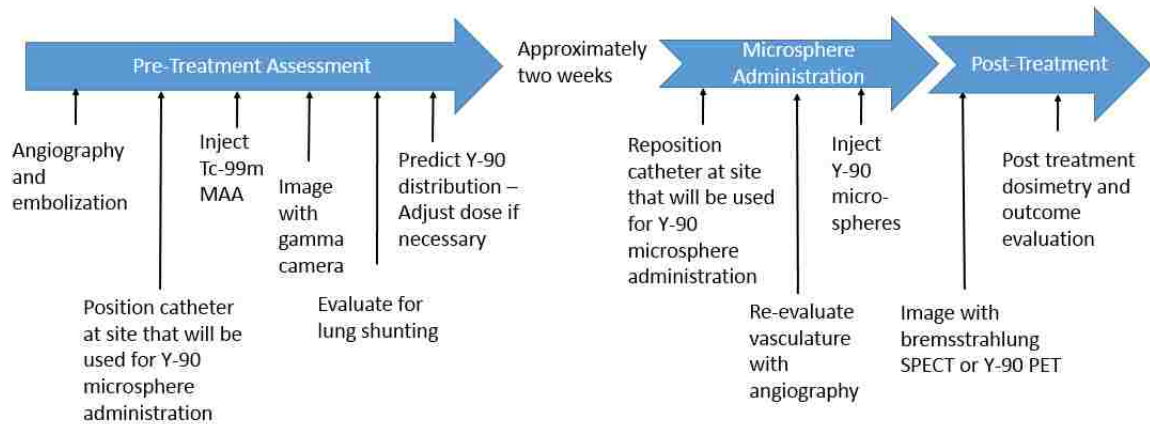 Pre-Treatment Assessment
Angiography
and
embolization
Position catheter
at site that will be
used for Y-90
microsphere
administration
Inject
Tc-99m
MAA
Image
with
gamma
camera
Evaluate for
lung shunting
Predict Y-90
distribution –
Adjust dose if
necessary
Approximately
two weeks
Microsphere
Administration
Reposition
catheter at site
that will be used
for Y-90
microsphere
administration
Re-evaluate
vasculature
with
angiography
Inject
Y-90
micro-
spheres
Post-Treatment
Image with
bremsstrahlung
SPECT or Y-90 PET
Post treatment
dosimetry and
outcome
evaluation